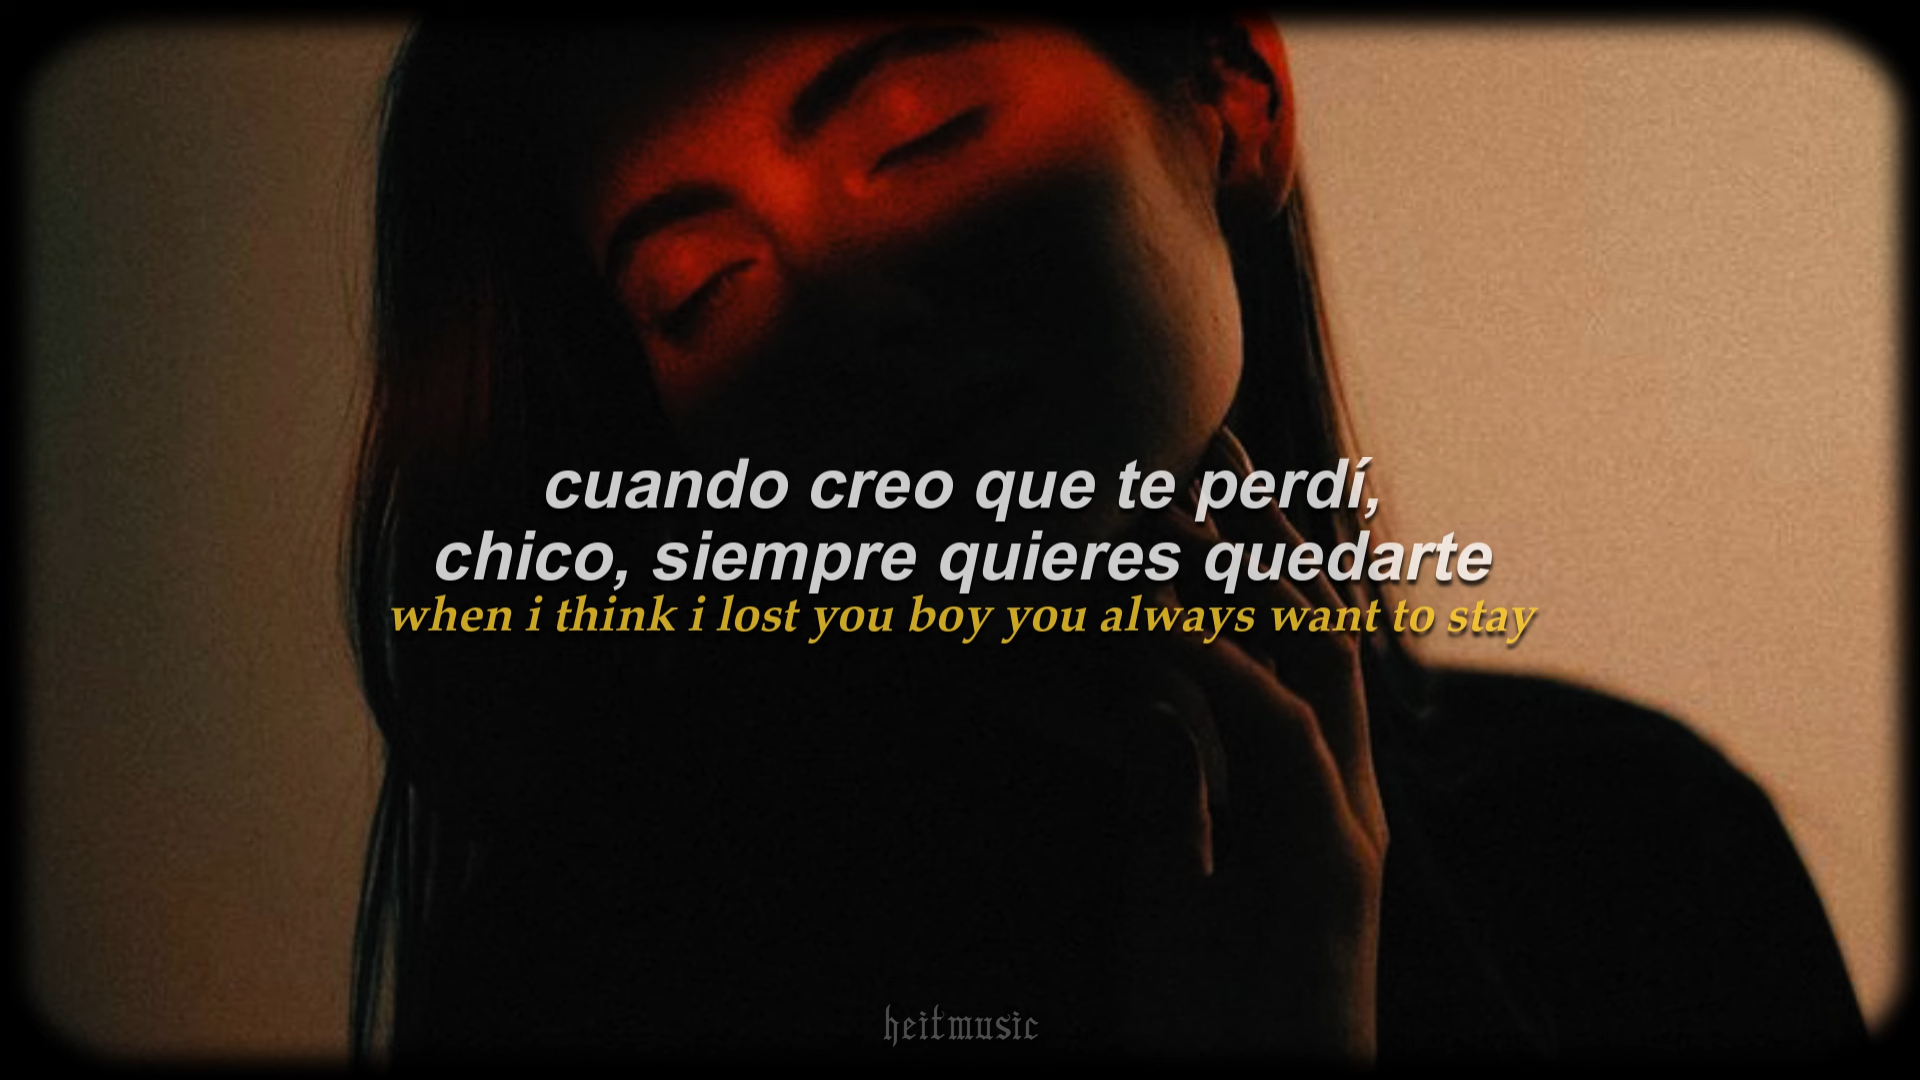 cuando creo que te perdí,
chico, siempre quieres quedarte
when i think i lost you boy you always want to stay
heitmusic